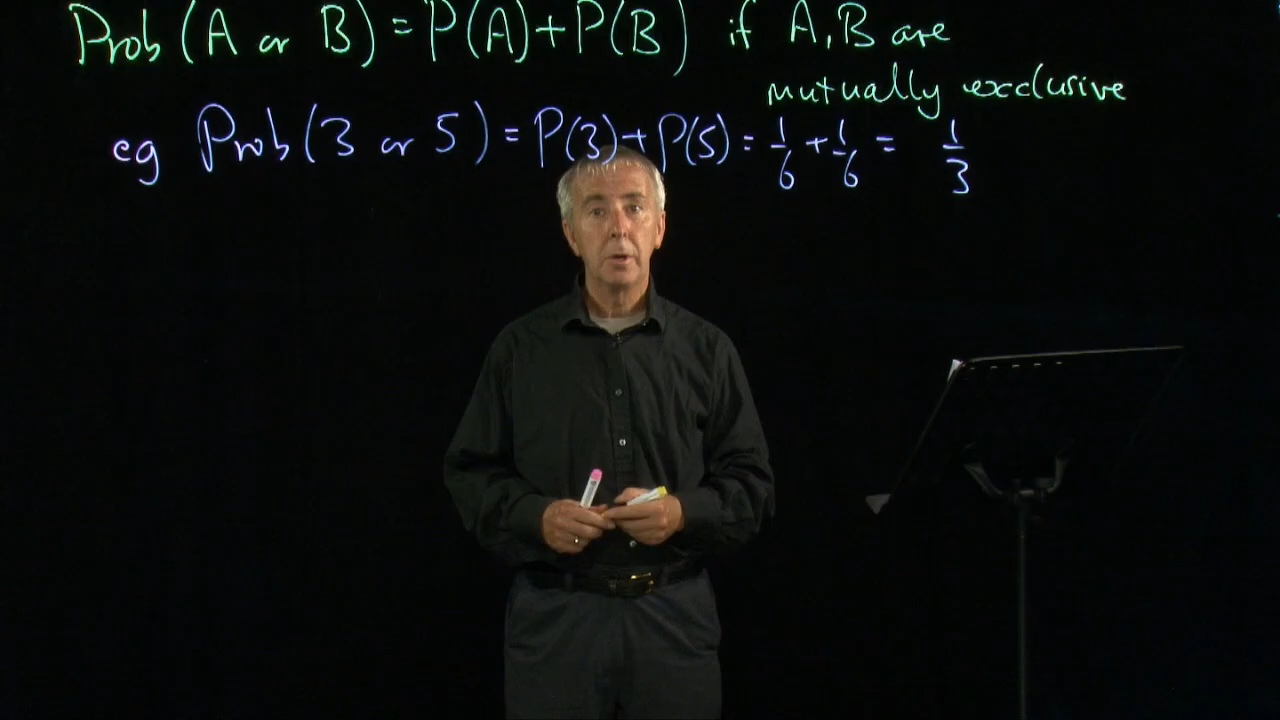 Prob(A or B) = P(A)+P(B) if A,B are
mutually exclusive
eg Prob(3 or 5) = P(3)+P(5) = 1/6 + 1/6 = 1/3